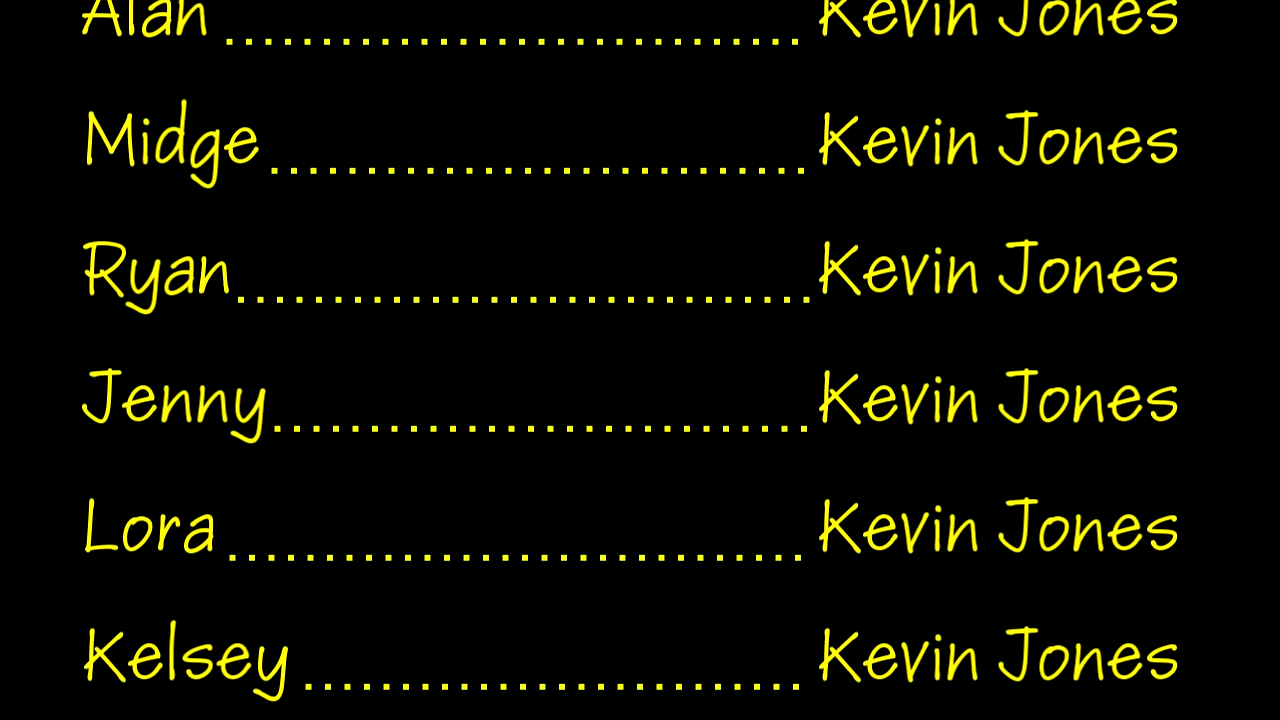 Alan .............................. Kevin Jones
Midge ............................ Kevin Jones
Ryan .............................. Kevin Jones
Jenny ............................ Kevin Jones
Lora .............................. Kevin Jones
Kelsey .......................... Kevin Jones